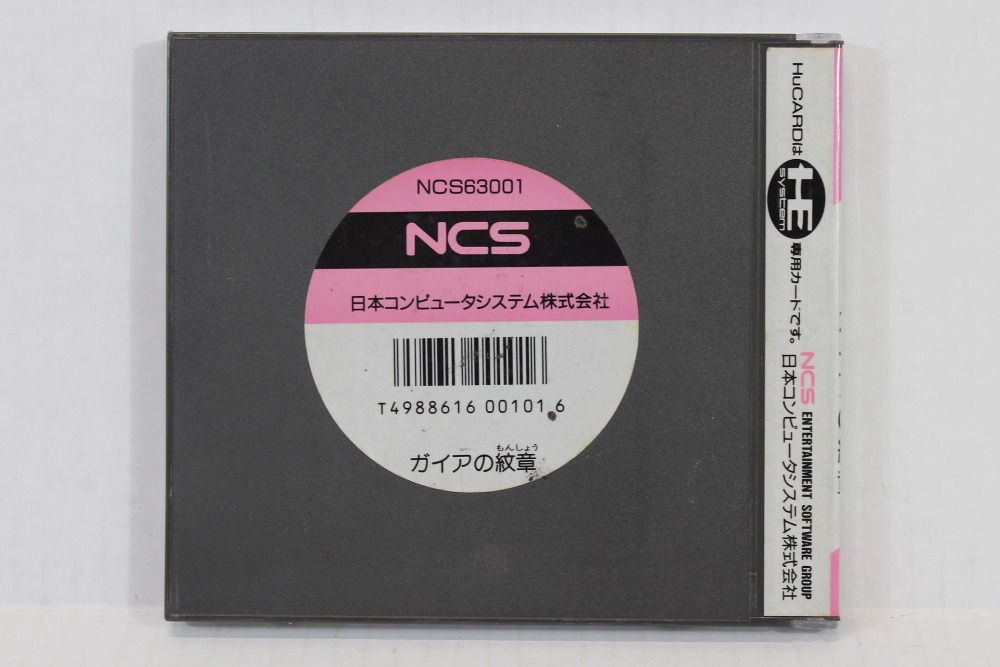 NCS63001
NCS
日本コンピュータシステム株式会社
T4988616 00101 6
もんしょう
ガイアの紋章
HuCARDは HE system 専用カードです。
NCS ENTERTAINMENT SOFTWARE GROUP
日本コンピュータシステム株式会社